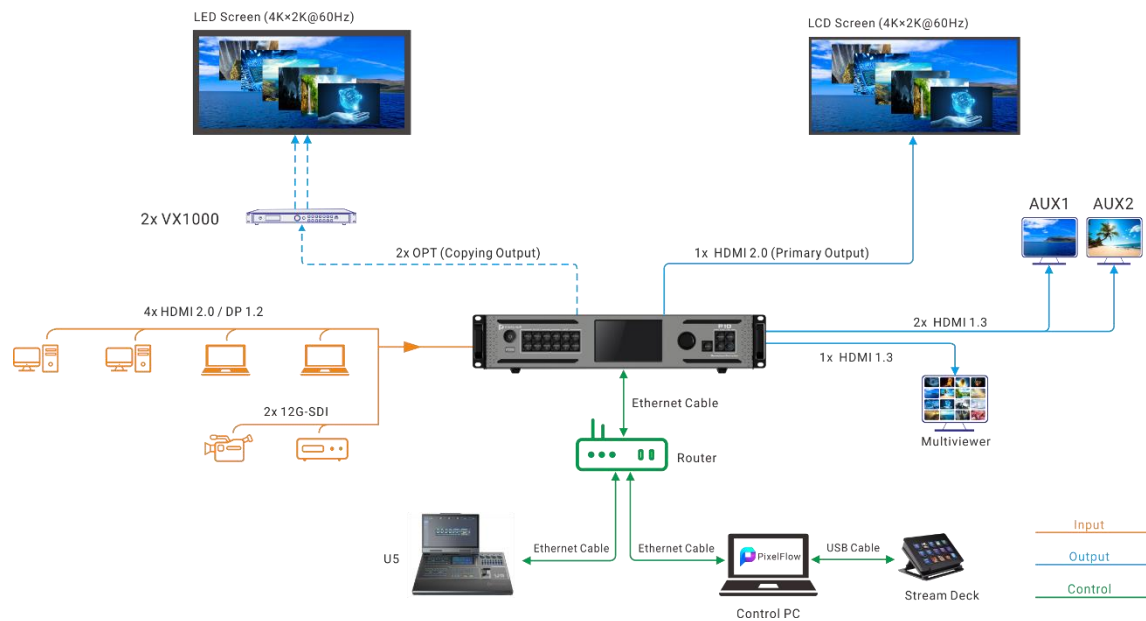 LED Screen (4K×2K@60Hz)
LCD Screen (4K×2K@60Hz)
2x VX1000
AUX1
AUX2
2x OPT (Copying Output)
1x HDMI 2.0 (Primary Output)
4x HDMI 2.0 / DP 1.2
2x HDMI 1.3
1x HDMI 1.3
Ethernet Cable
2x 12G-SDI
Multiviewer
Router
U5
Ethernet Cable
Ethernet Cable
PixelFlow
USB Cable
Control PC
Stream Deck
Input
Output
Control